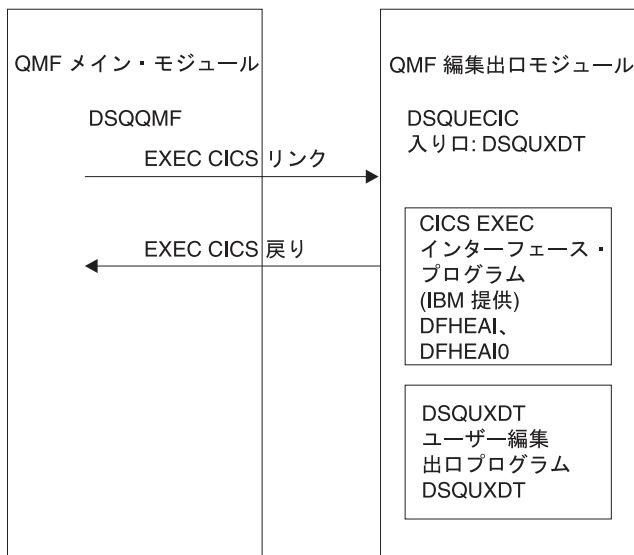 QMF メイン・モジュール
DSQQMF
EXEC CICS リンク
EXEC CICS 戻り
QMF 編集出口モジュール
DSQUECIC
入り口: DSQUXDT
CICS EXEC
インターフェース・
プログラム
(IBM 提供)
DFHEAI、
DFHEAI0
DSQUXDT
ユーザー編集
出口プログラム
DSQUXDT